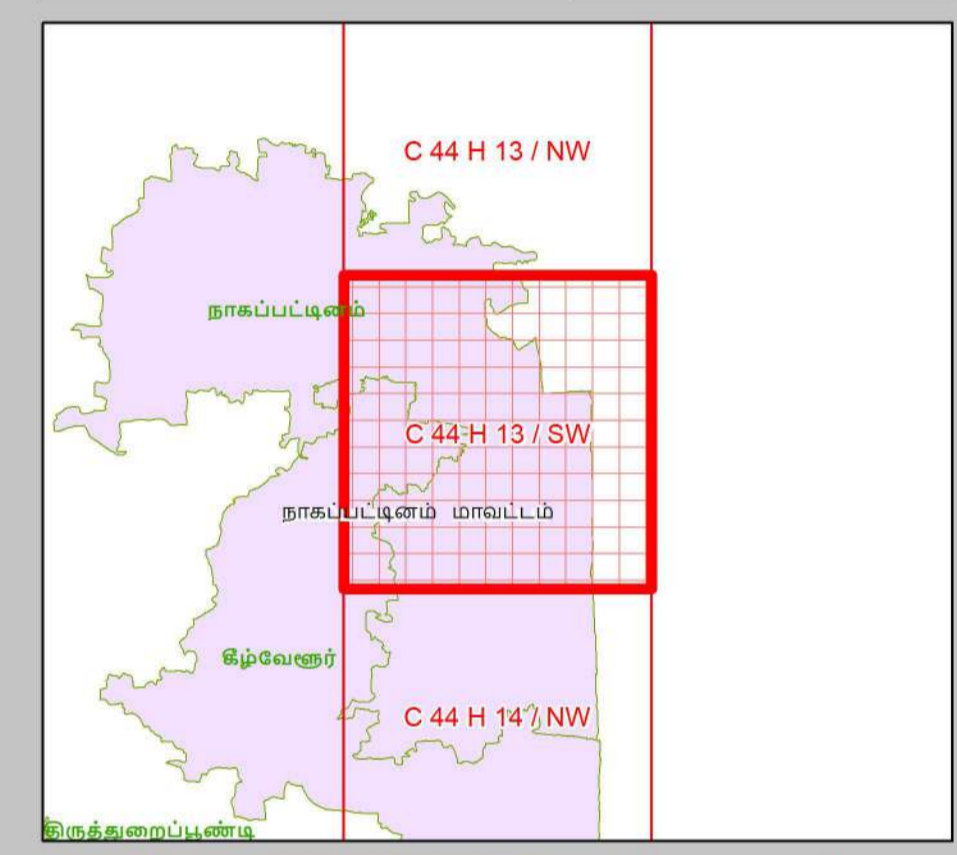 C 44 H 13 / NW
நாகப்பட்டினம்
C 44 H 13 / SW
நாகப்பட்டினம் மாவட்டம்
கீழ்வேளூர்
C 44 H 14 / NW
திருத்துறைப்பூண்டி